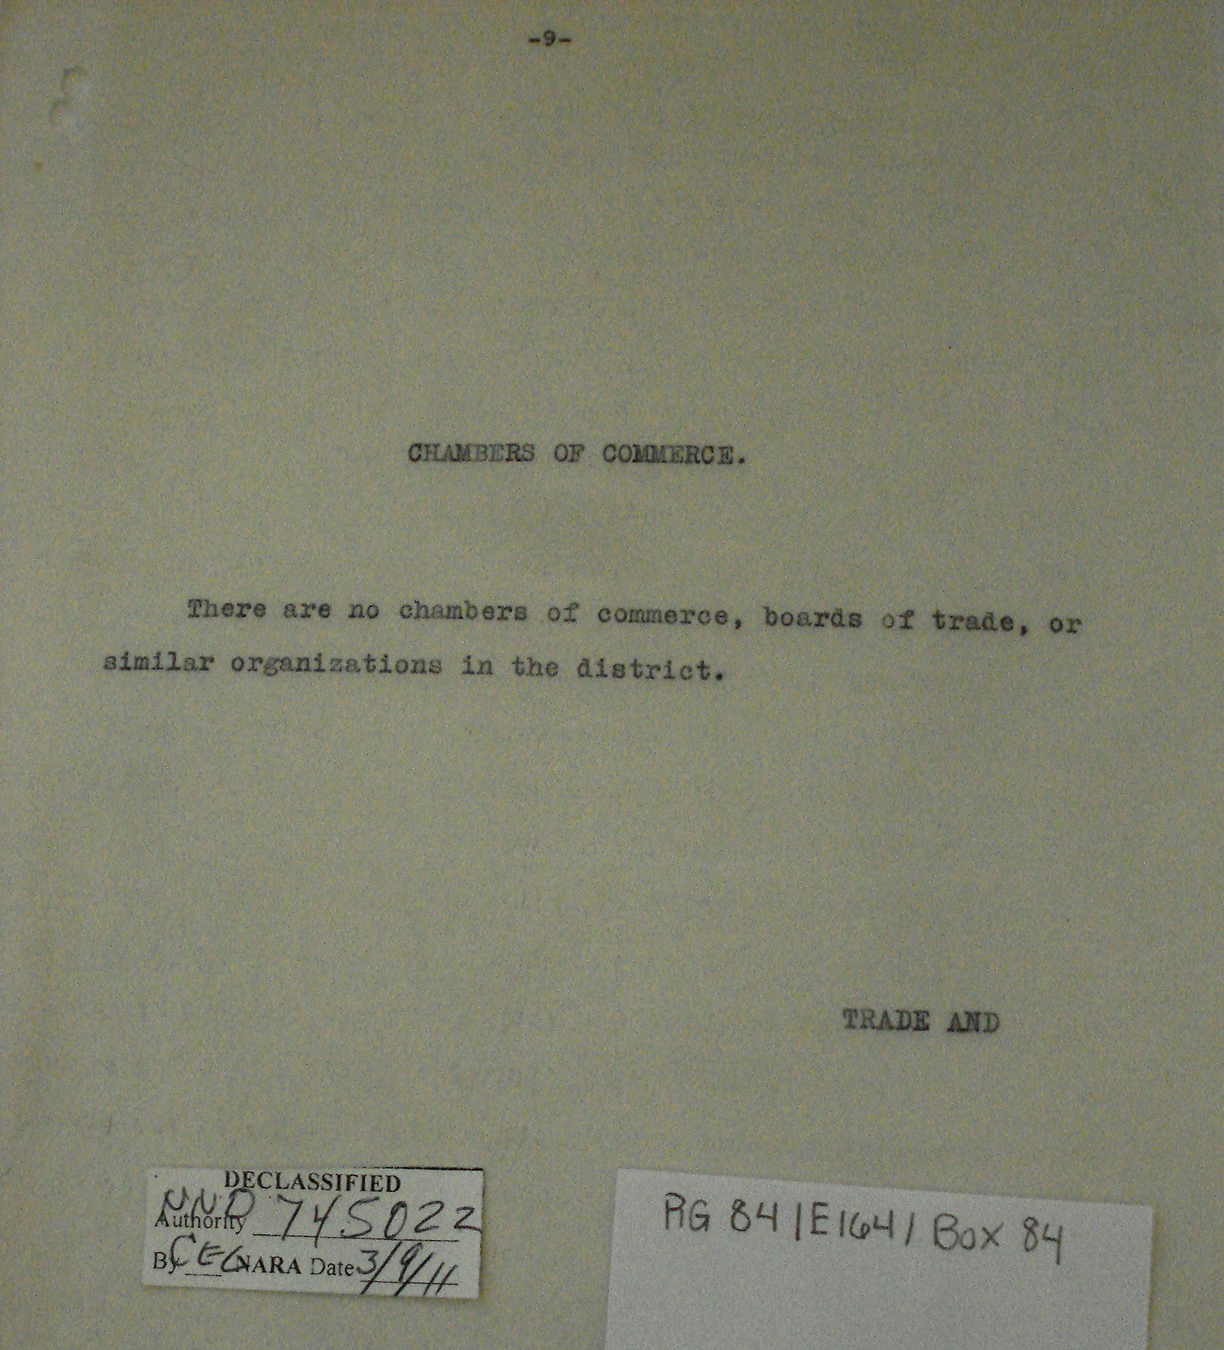 -9-
CHAMBERS OF COMMERCE.
There are no chambers of commerce, boards of trade, or
similar organizations in the district.
TRADE AND
DECLASSIFIED
Authority NND 745022
By CEG NARA Date 3/9/11
RG 84 | E164 | Box 84